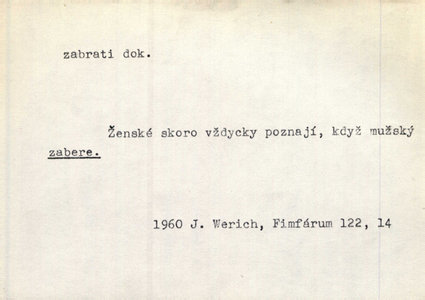 zabrati dok.
Ženské skoro vždycky poznají, když mužský
zabere.
1960 J. Werich, Fimfárum 122, 14